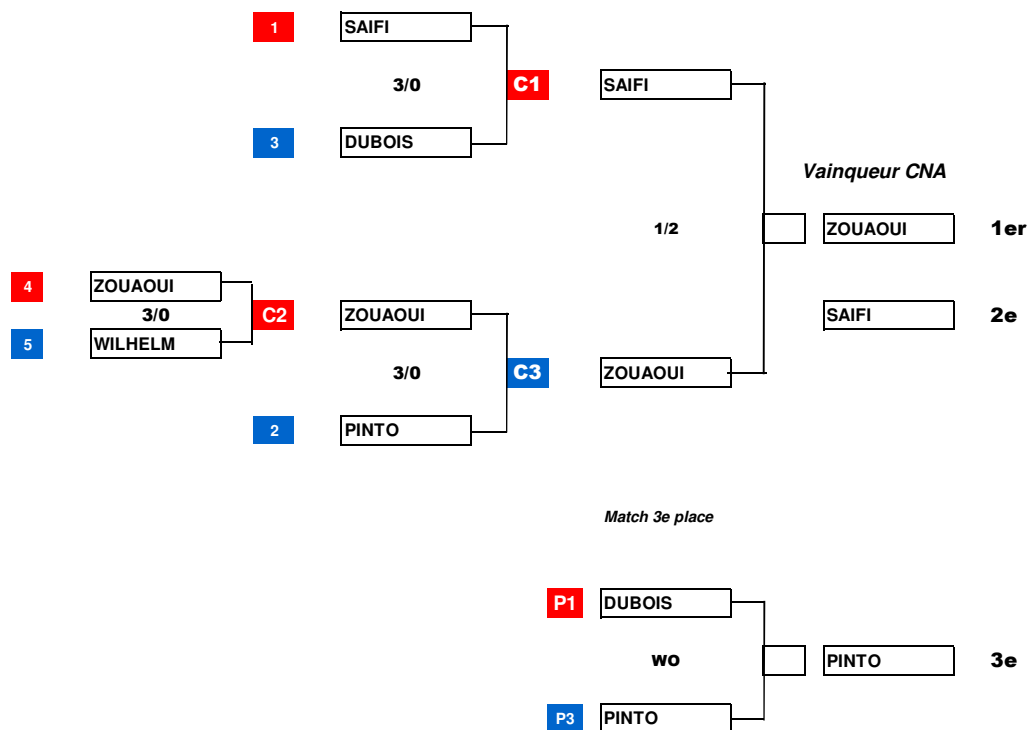 1 SAIFI
3/0 C1 SAIFI
3 DUBOIS
Vainqueur CNA
1/2 ZOUAOUI 1er
4 ZOUAOUI
3/0 C2 ZOUAOUI SAIFI 2e
5 WILHELM
3/0 C3 ZOUAOUI
2 PINTO
Match 3e place
P1 DUBOIS
WO PINTO 3e
P3 PINTO